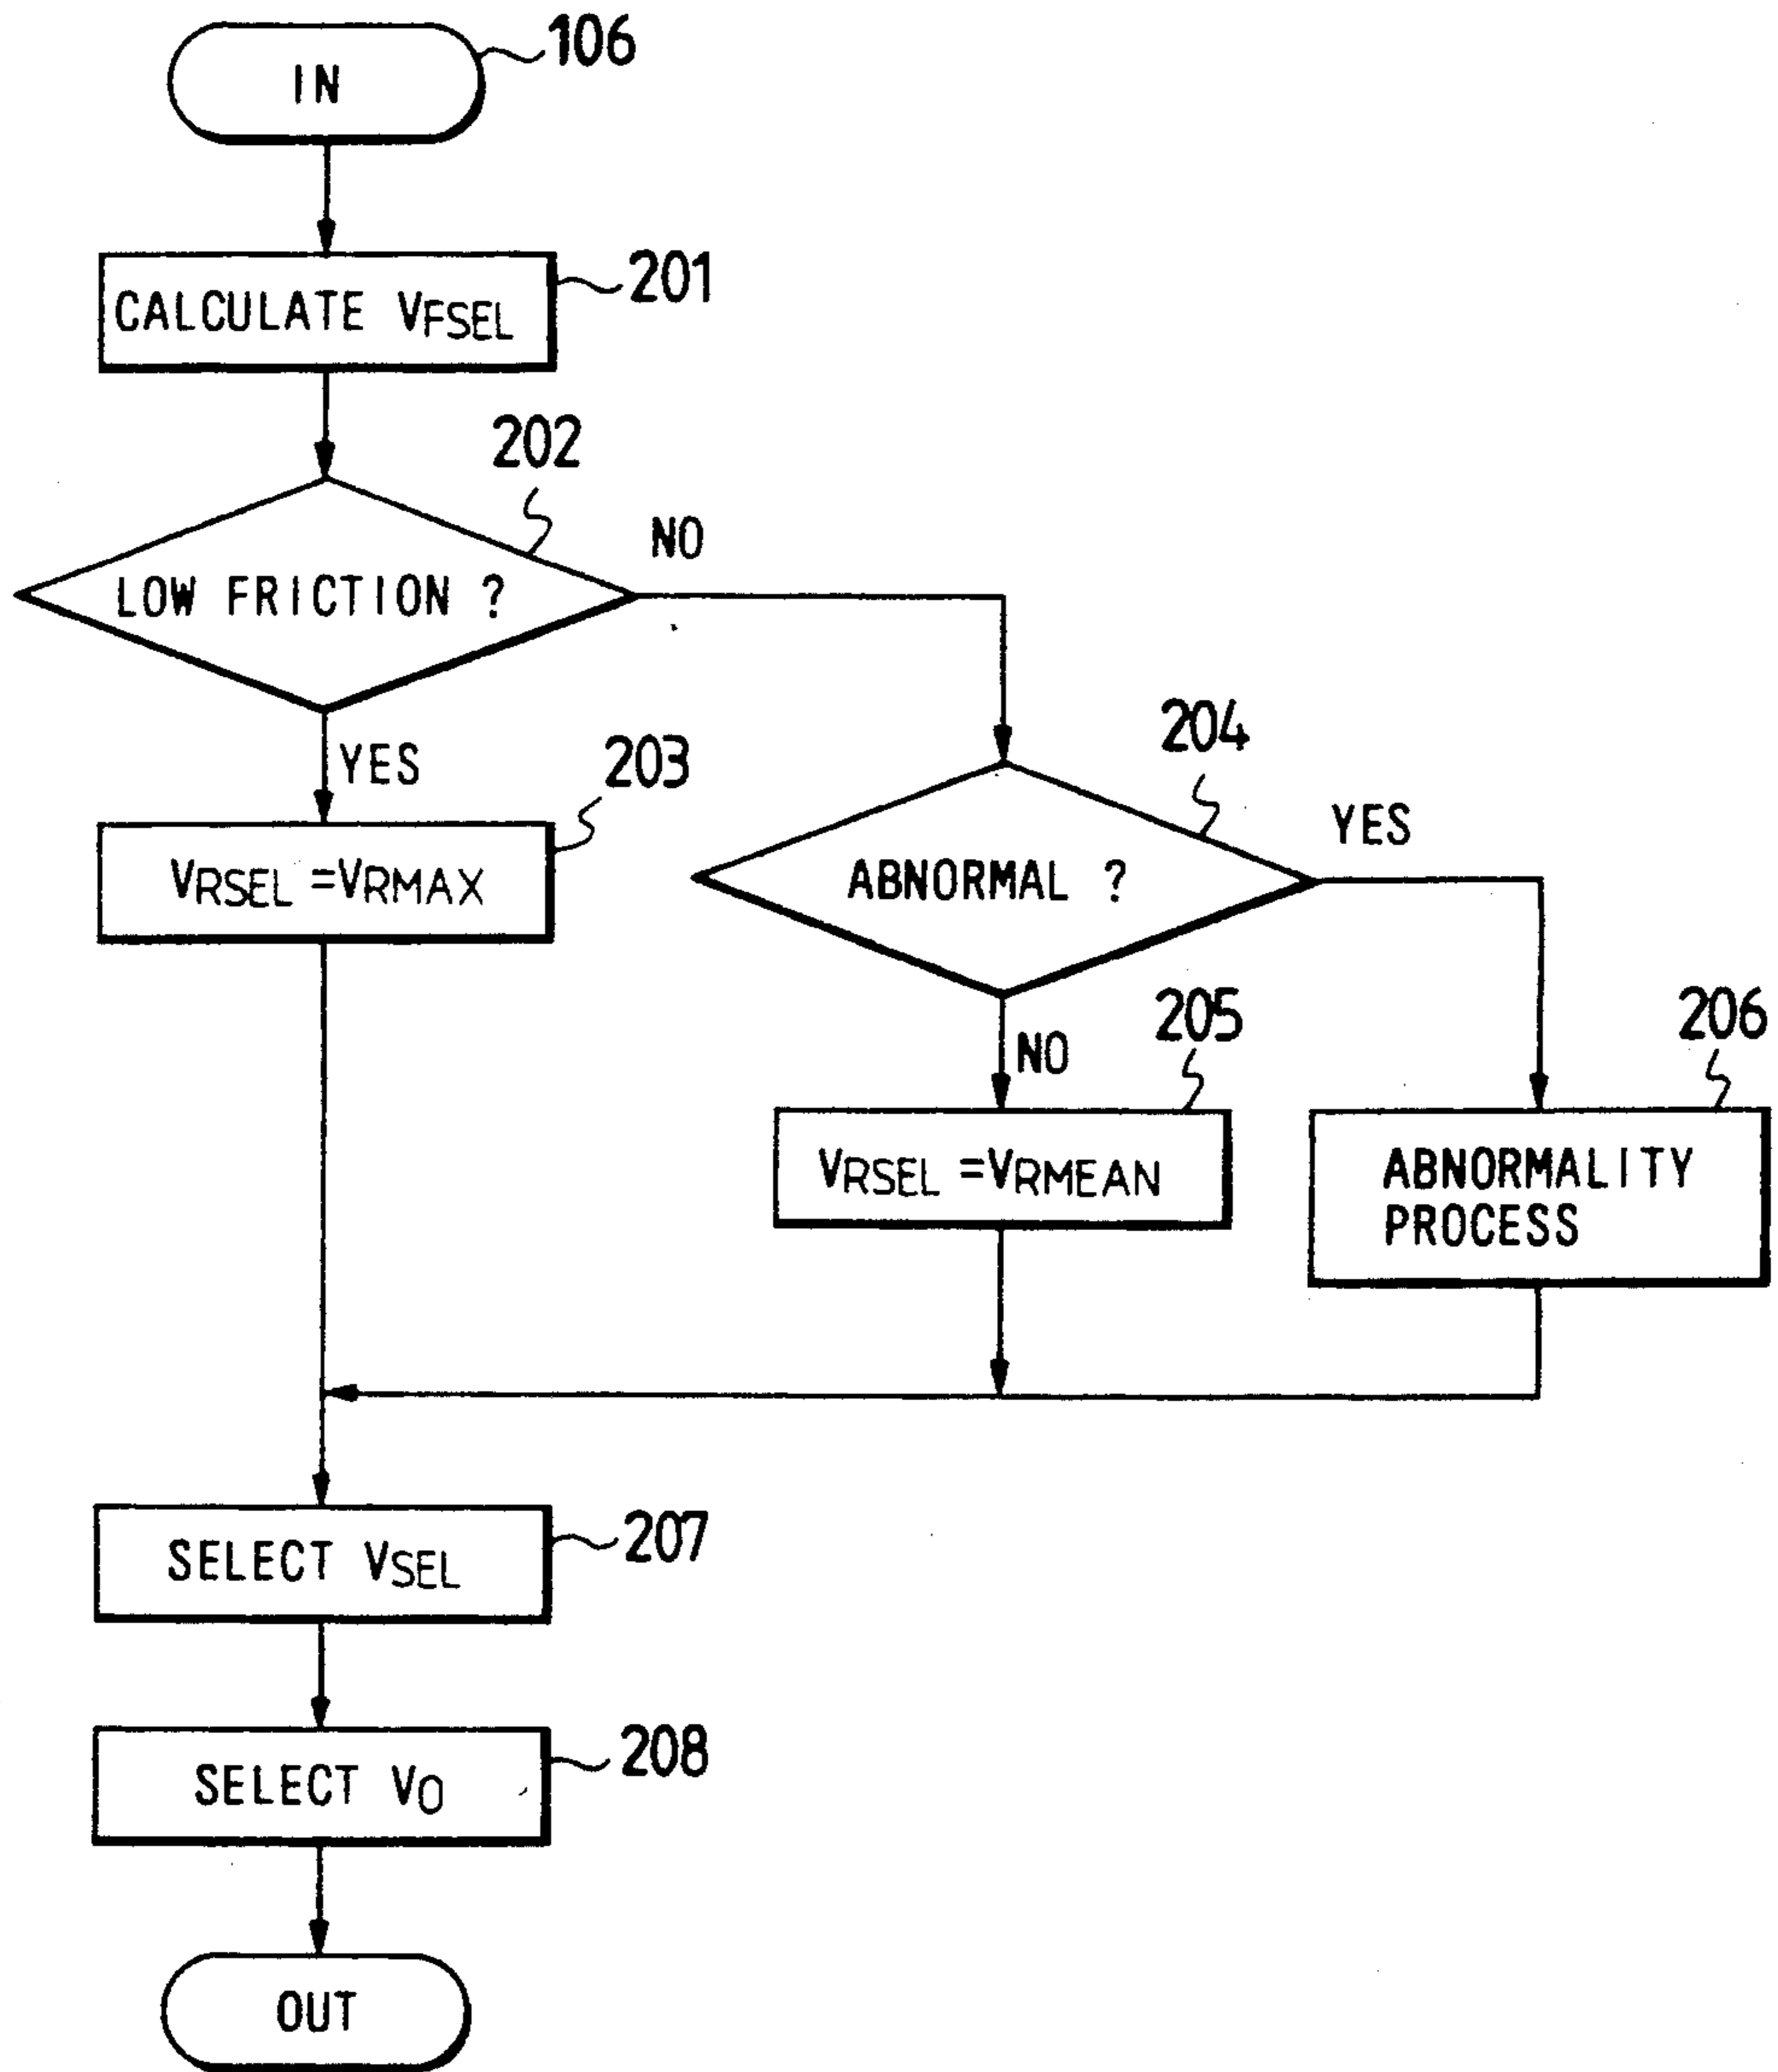 106
IN
201
CALCULATE VFSEL
202
NO
LOW FRICTION ?
204
YES
203
YES
VRSEL =VRMAX
ABNORMAL ?
205
206
NO
VRSEL =VRMEAN
ABNORMALITY
PROCESS
207
SELECT VSEL
208
SELECT VO
OUT